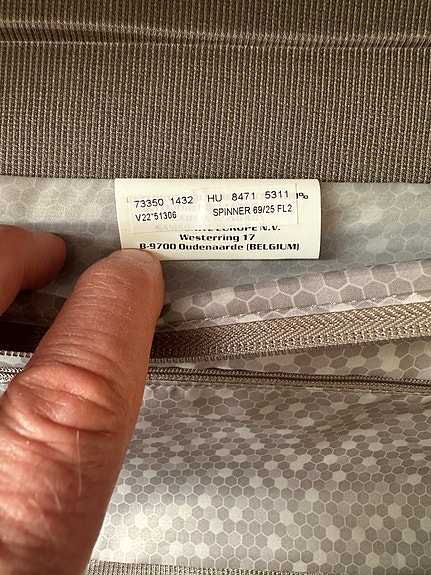 73350 1432 HU 8471 5311
V22*51306 SPINNER 69/25 FL2
EUROPE N.V.
Westerring 17
B-9700 Oudenaarde (BELGIUM)